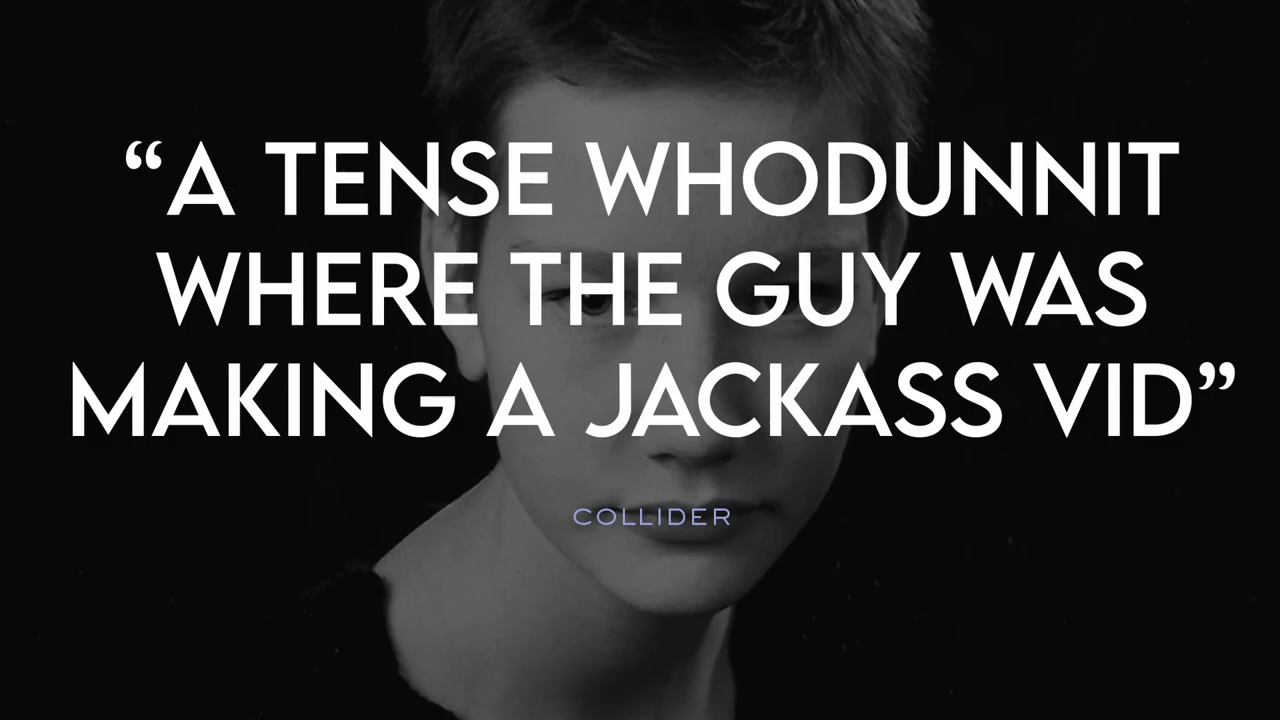 “A TENSE WHODUNNIT
WHERE THE GUY WAS
MAKING A JACKASS VID”
COLLIDER